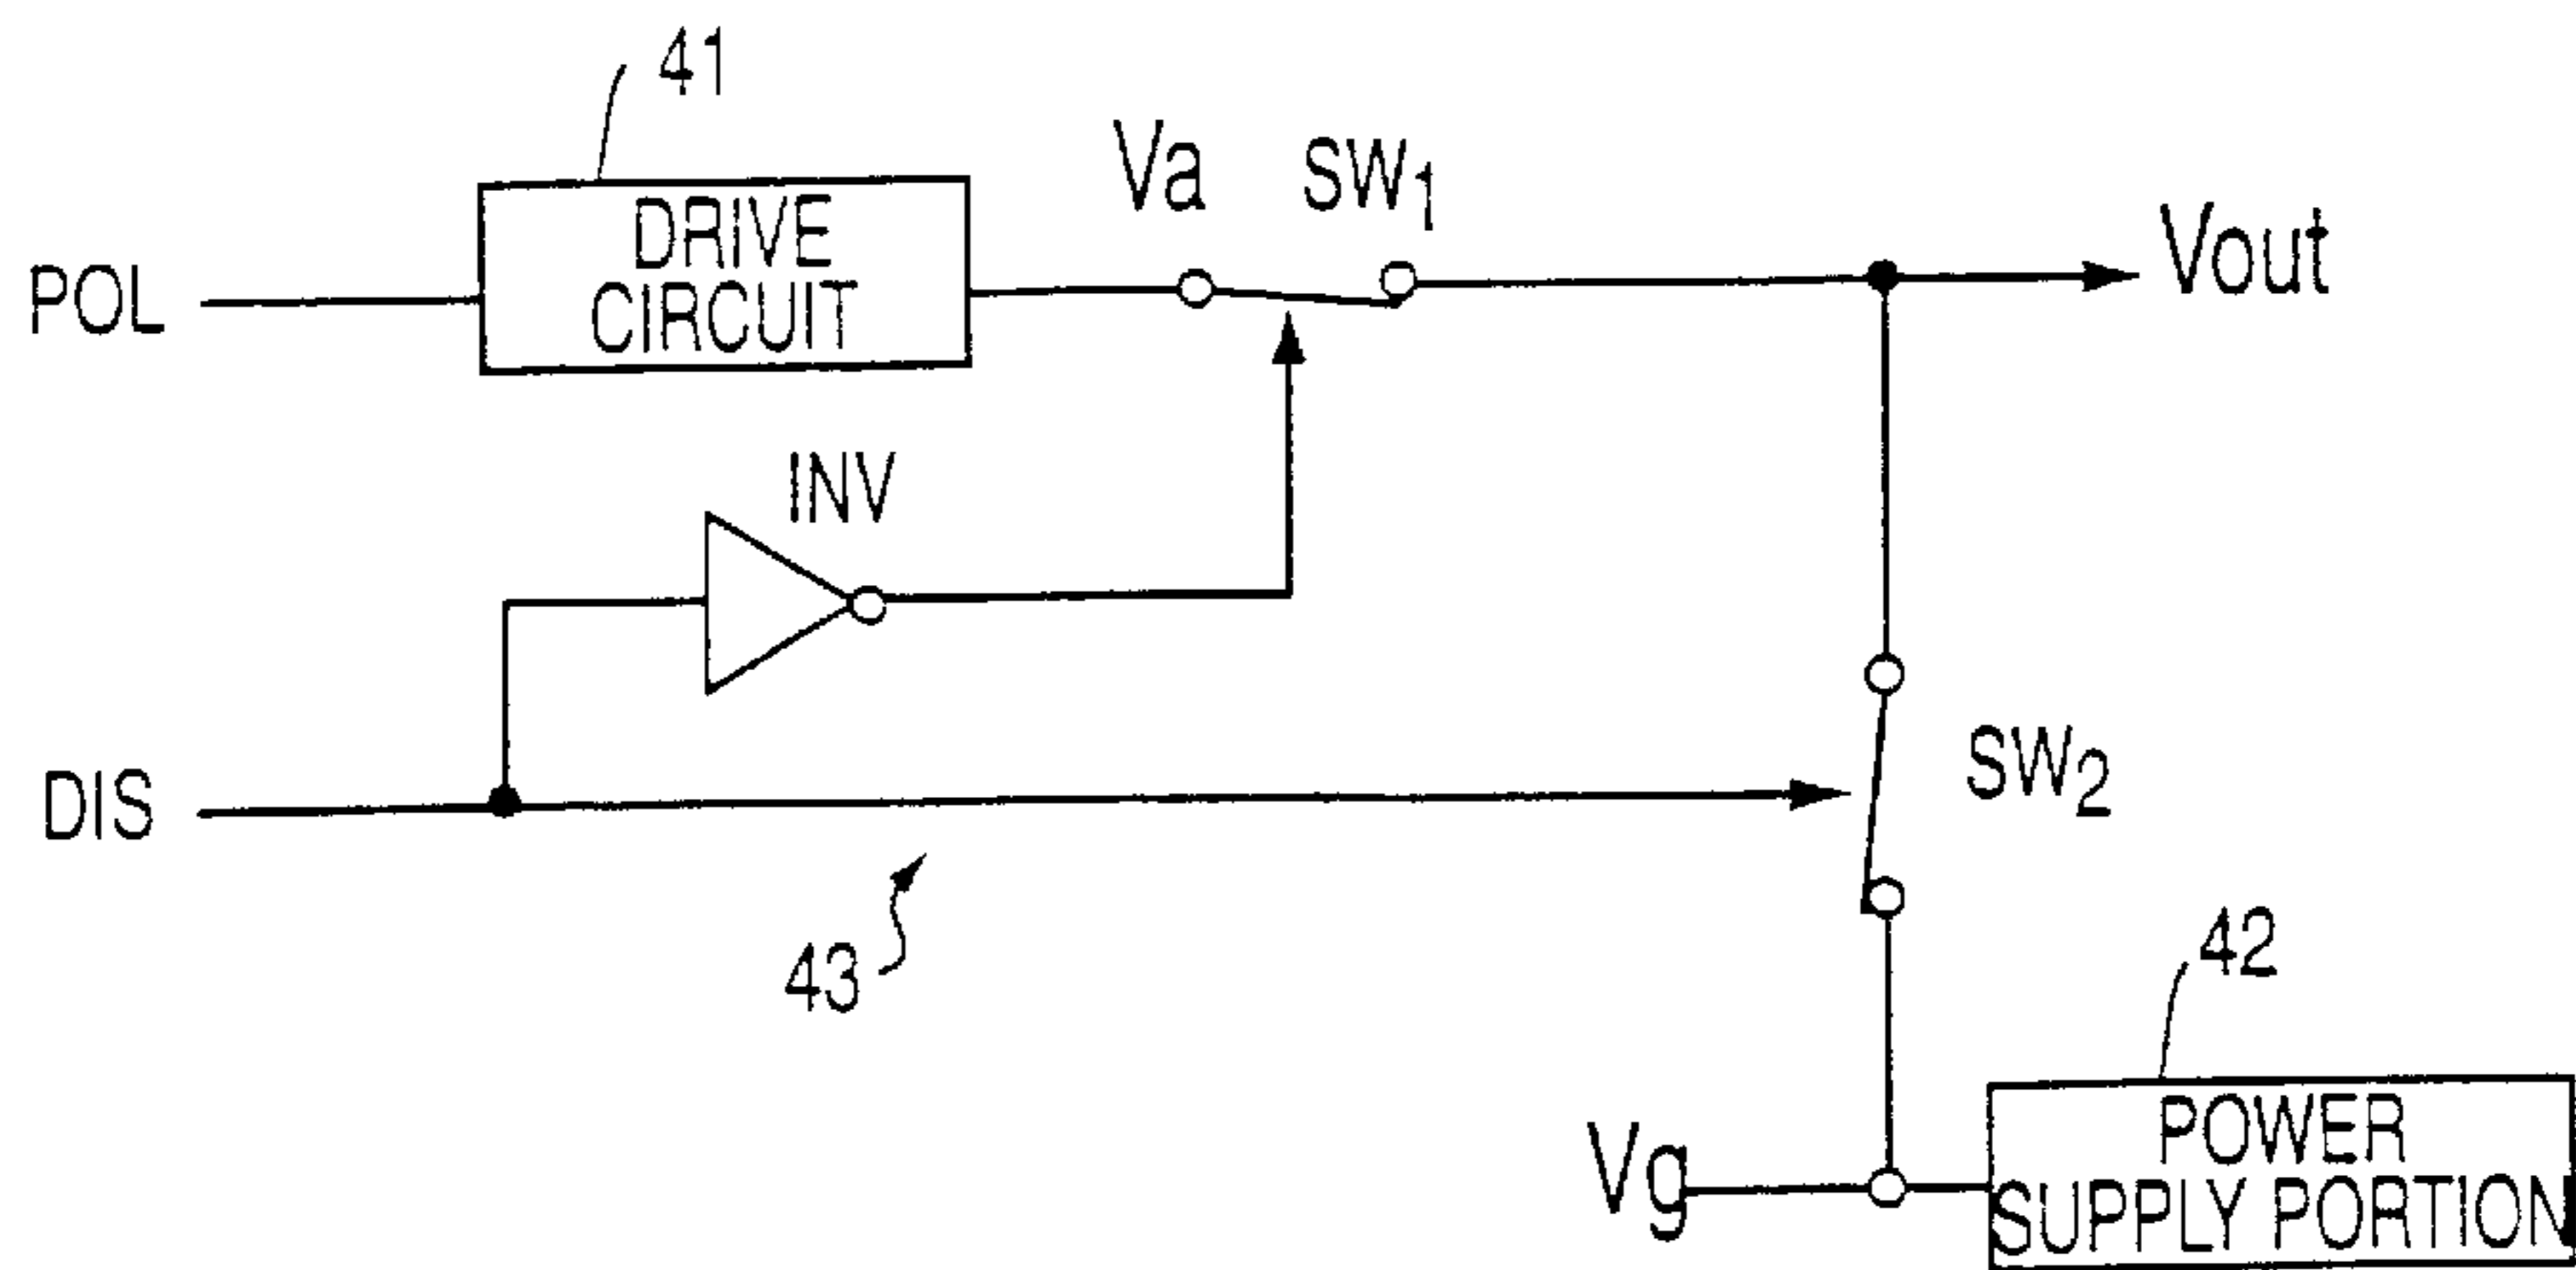 41
Va
SW1
DRIVE
CIRCUIT
POL
Vout
INV
SW2
DIS
43
42
Vg
POWER
SUPPLY PORTION